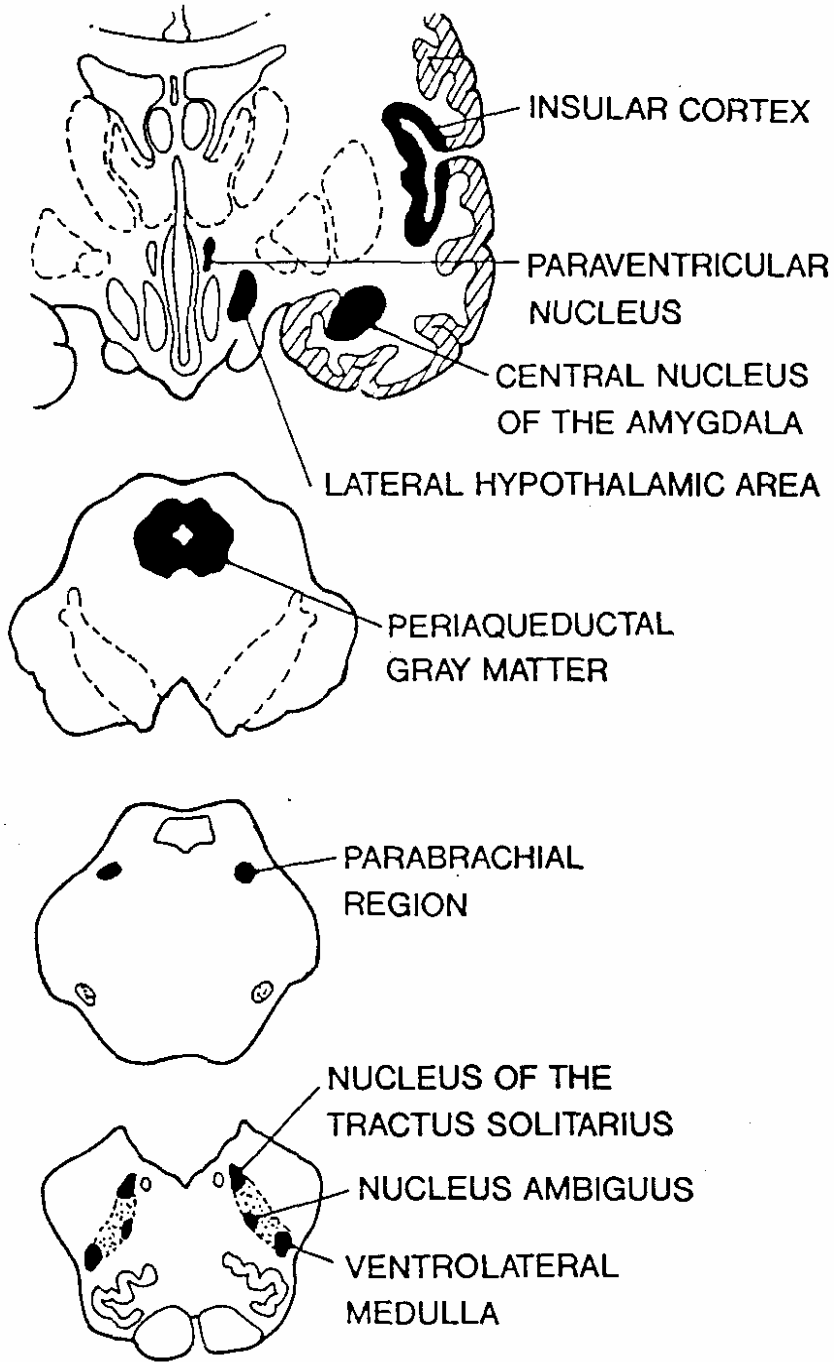 INSULAR CORTEX
PARAVENTRICULAR
NUCLEUS
CENTRAL NUCLEUS
OF THE AMYGDALA
LATERAL HYPOTHALAMIC AREA
PERIAQUEDUCTAL
GRAY MATTER
PARABRACHIAL
REGION
NUCLEUS OF THE
TRACTUS SOLITARIUS
NUCLEUS AMBIGUUS
VENTROLATERAL
MEDULLA